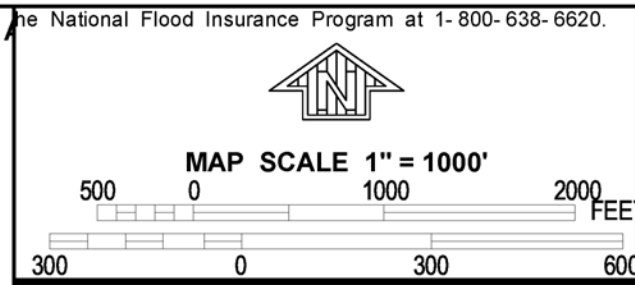 he National Flood Insurance Program at 1- 800- 638- 6620.
N
MAP SCALE 1" = 1000'
500 0 1000 2000
FEET
300 0 300 600